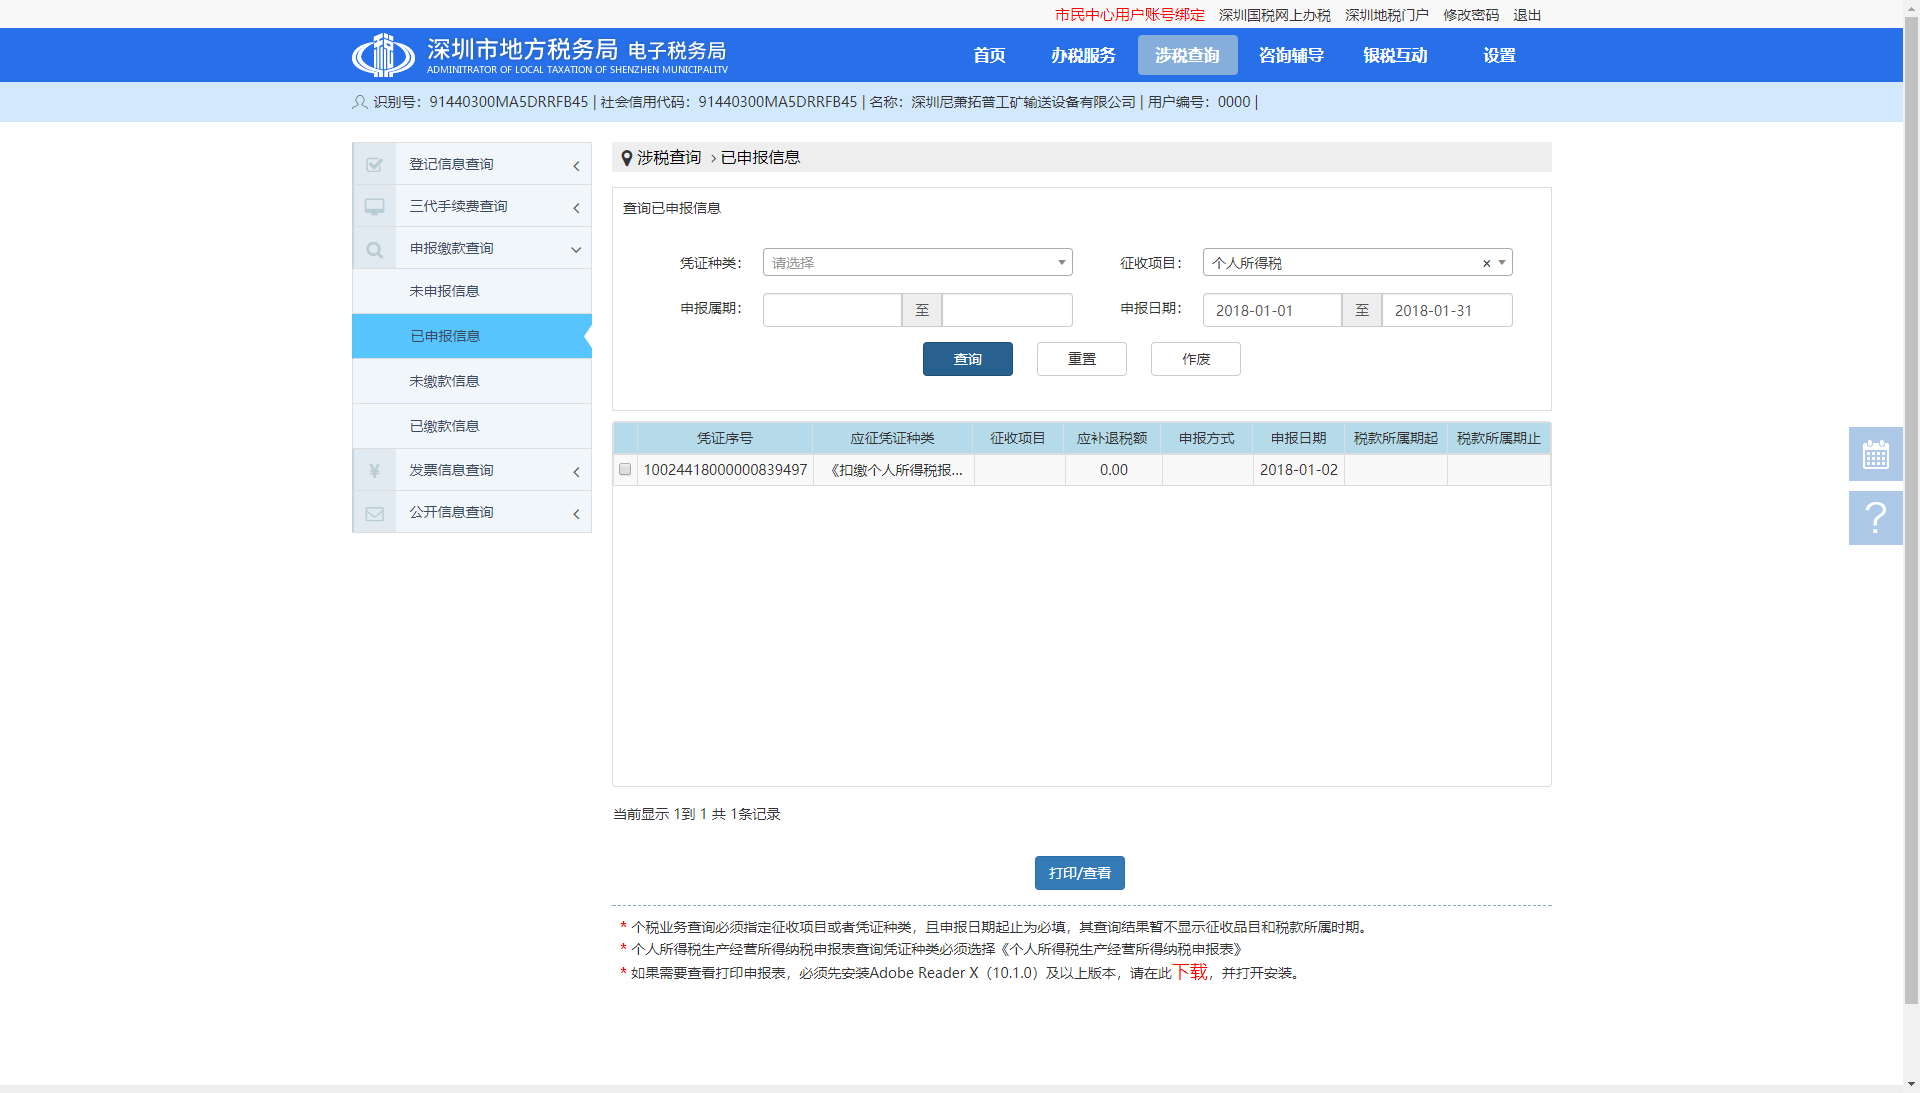 市民中心用户账号绑定 深圳国税网上办税 深圳地税门户 修改密码 退出
深圳市地方税务局 电子税务局
ADMINITRATOR OF LOCAL TAXATION OF SHENZHEN MUNICIPALITV
首页 办税服务 涉税查询 咨询辅导 银税互动 设置
识别号：91440300MA5DRRFB45 | 社会信用代码：91440300MA5DRRFB45 | 名称：深圳尼萧拓普工矿输送设备有限公司 | 用户编号：0000 |
登记信息查询
三代手续费查询
申报缴款查询
未申报信息
已申报信息
未缴款信息
已缴款信息
发票信息查询
公开信息查询
涉税查询 > 已申报信息
查询已申报信息
凭证种类： 请选择 征收项目： 个人所得税 ×
申报属期： 至 申报日期： 2018-01-01 至 2018-01-31
查询 重置 作废
凭证序号 应征凭证种类 征收项目 应补退税额 申报方式 申报日期 税款所属期起 税款所属期止
10024418000000839497 《扣缴个人所得税报... 0.00 2018-01-02
当前显示 1到 1 共 1条记录
打印/查看
* 个税业务查询必须指定征收项目或者凭证种类，且申报日期起止为必填，其查询结果暂不显示征收品目和税款所属时期。
* 个人所得税生产经营所得纳税申报表查询凭证种类必须选择《个人所得税生产经营所得纳税申报表》
* 如果需要查看打印申报表，必须先安装Adobe Reader X（10.1.0）及以上版本，请在此下载，并打开安装。